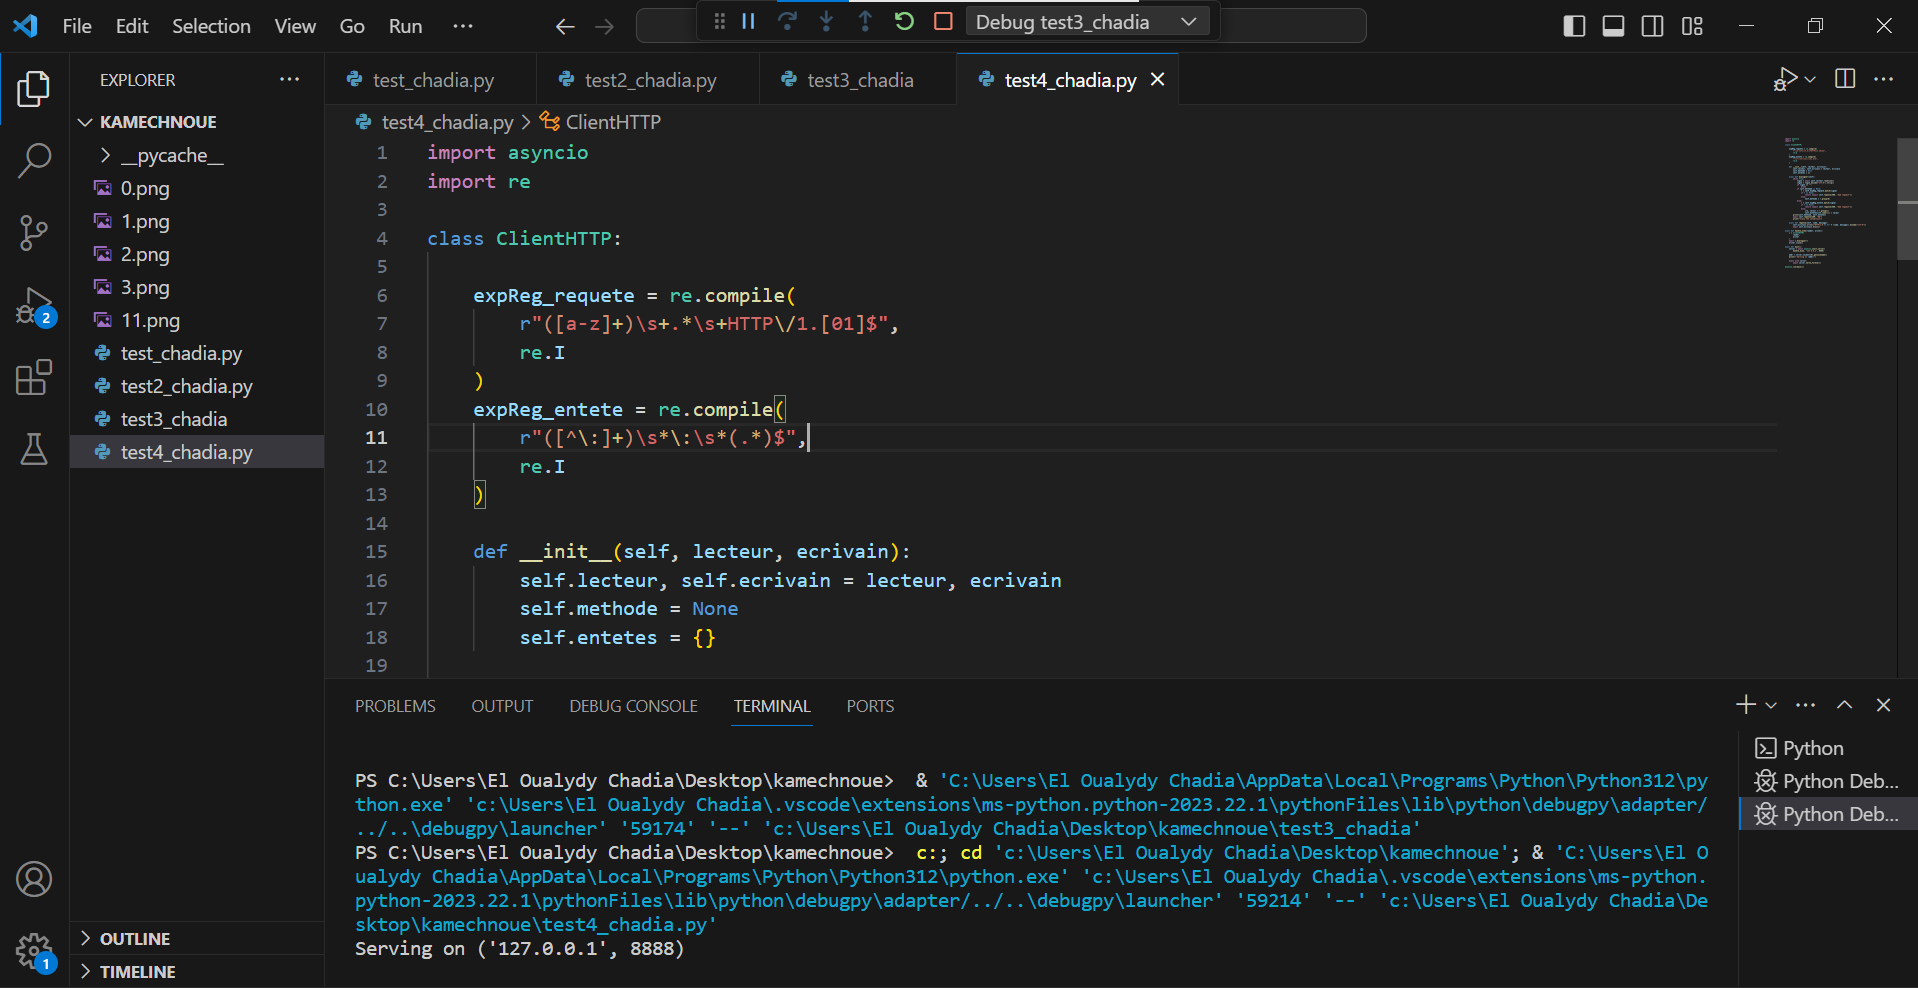 File Edit Selection View Go Run ···
Debug test3_chadia
EXPLORER
test_chadia.py
test2_chadia.py
test3_chadia
test4_chadia.py
KAMECHNOUE
__pycache__
0.png
1.png
2.png
3.png
11.png
test_chadia.py
test2_chadia.py
test3_chadia
test4_chadia.py
2
1
OUTLINE
TIMELINE
test4_chadia.py > ClientHTTP
1 import asyncio
2 import re
3
4 class ClientHTTP:
5
6 expReg_requete = re.compile(
7 r"([a-z]+)\s+.*\s+HTTP\/1.[01]$",
8 re.I
9 )
10 expReg_entete = re.compile(
11 r"([^\:]+)\s*\:\s*(.*)$",
12 re.I
13 )
14
15 def __init__(self, lecteur, ecrivain):
16 self.lecteur, self.ecrivain = lecteur, ecrivain
17 self.methode = None
18 self.entetes = {}
19
PROBLEMS OUTPUT DEBUG CONSOLE TERMINAL PORTS
PS C:\Users\El Oualydy Chadia\Desktop\kamechnoue>  & 'C:\Users\El Oualydy Chadia\AppData\Local\Programs\Python\Python312\py
thon.exe' 'c:\Users\El Oualydy Chadia\.vscode\extensions\ms-python.python-2023.22.1\pythonFiles\lib\python\debugpy\adapter/
../..\debugpy\launcher' '59174' '--' 'c:\Users\El Oualydy Chadia\Desktop\kamechnoue\test3_chadia'
PS C:\Users\El Oualydy Chadia\Desktop\kamechnoue>  c:; cd 'c:\Users\El Oualydy Chadia\Desktop\kamechnoue'; & 'C:\Users\El O
ualydy Chadia\AppData\Local\Programs\Python\Python312\python.exe' 'c:\Users\El Oualydy Chadia\.vscode\extensions\ms-python.
python-2023.22.1\pythonFiles\lib\python\debugpy\adapter/../..\debugpy\launcher' '59214' '--' 'c:\Users\El Oualydy Chadia\De
sktop\kamechnoue\test4_chadia.py'
Serving on ('127.0.0.1', 8888)
Python
Python Deb...
Python Deb...